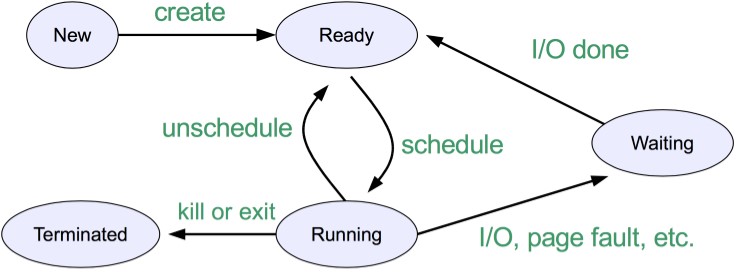 create
New
Ready
I/O done
unschedule
schedule
Waiting
kill or exit
Terminated
Running
I/O, page fault, etc.